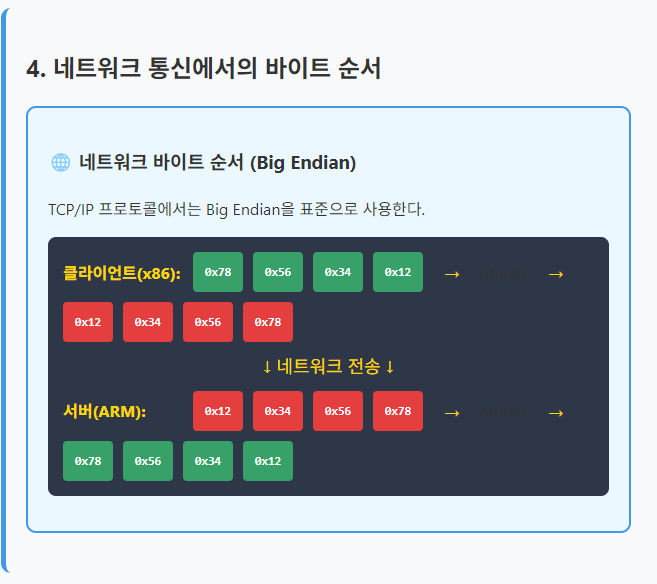 4. 네트워크 통신에서의 바이트 순서
🌐 네트워크 바이트 순서 (Big Endian)
TCP/IP 프로토콜에서는 Big Endian을 표준으로 사용한다.
클라이언트(x86): 0x78 0x56 0x34 0x12 → →
0x12 0x34 0x56 0x78
↓ 네트워크 전송 ↓
서버(ARM): 0x12 0x34 0x56 0x78 → →
0x78 0x56 0x34 0x12